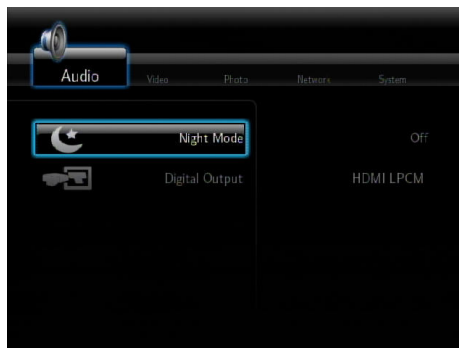 Audio Video Photo Network System
Night Mode Off
Digital Output HDMI LPCM